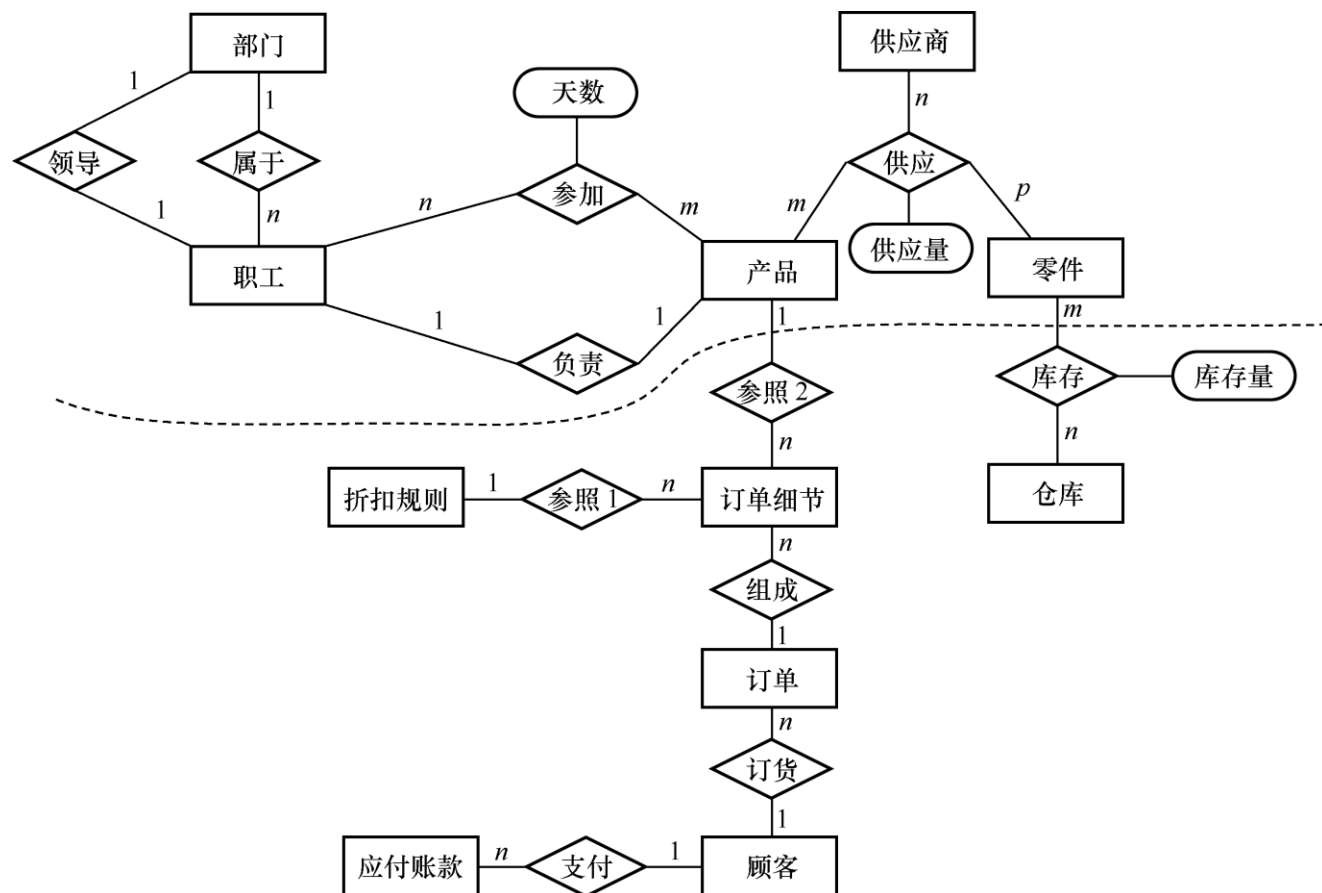 部门
供应商
1
1
天数
n
领导
属于
供应
参加
1
n
n
m
m
p
供应量
职工
产品
零件
1
1
1
m
负责
库存
库存量
参照 2
n
n
折扣规则
1
参照 1
n
订单细节
仓库
n
组成
1
订单
n
订货
1
应付账款
n
支付
1
顾客